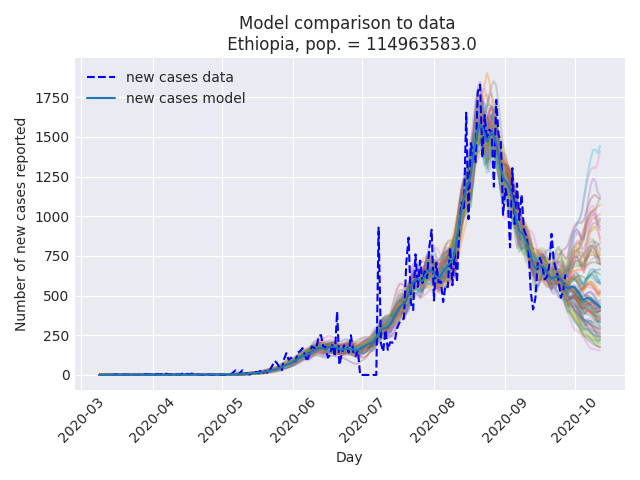 Model comparison to data
Ethiopia, pop. = 114963583.0
new cases data
new cases model
Number of new cases reported
1750
1500
1250
1000
750
500
250
0
2020-03
2020-04
2020-05
2020-06
2020-07
2020-08
2020-09
2020-10
Day